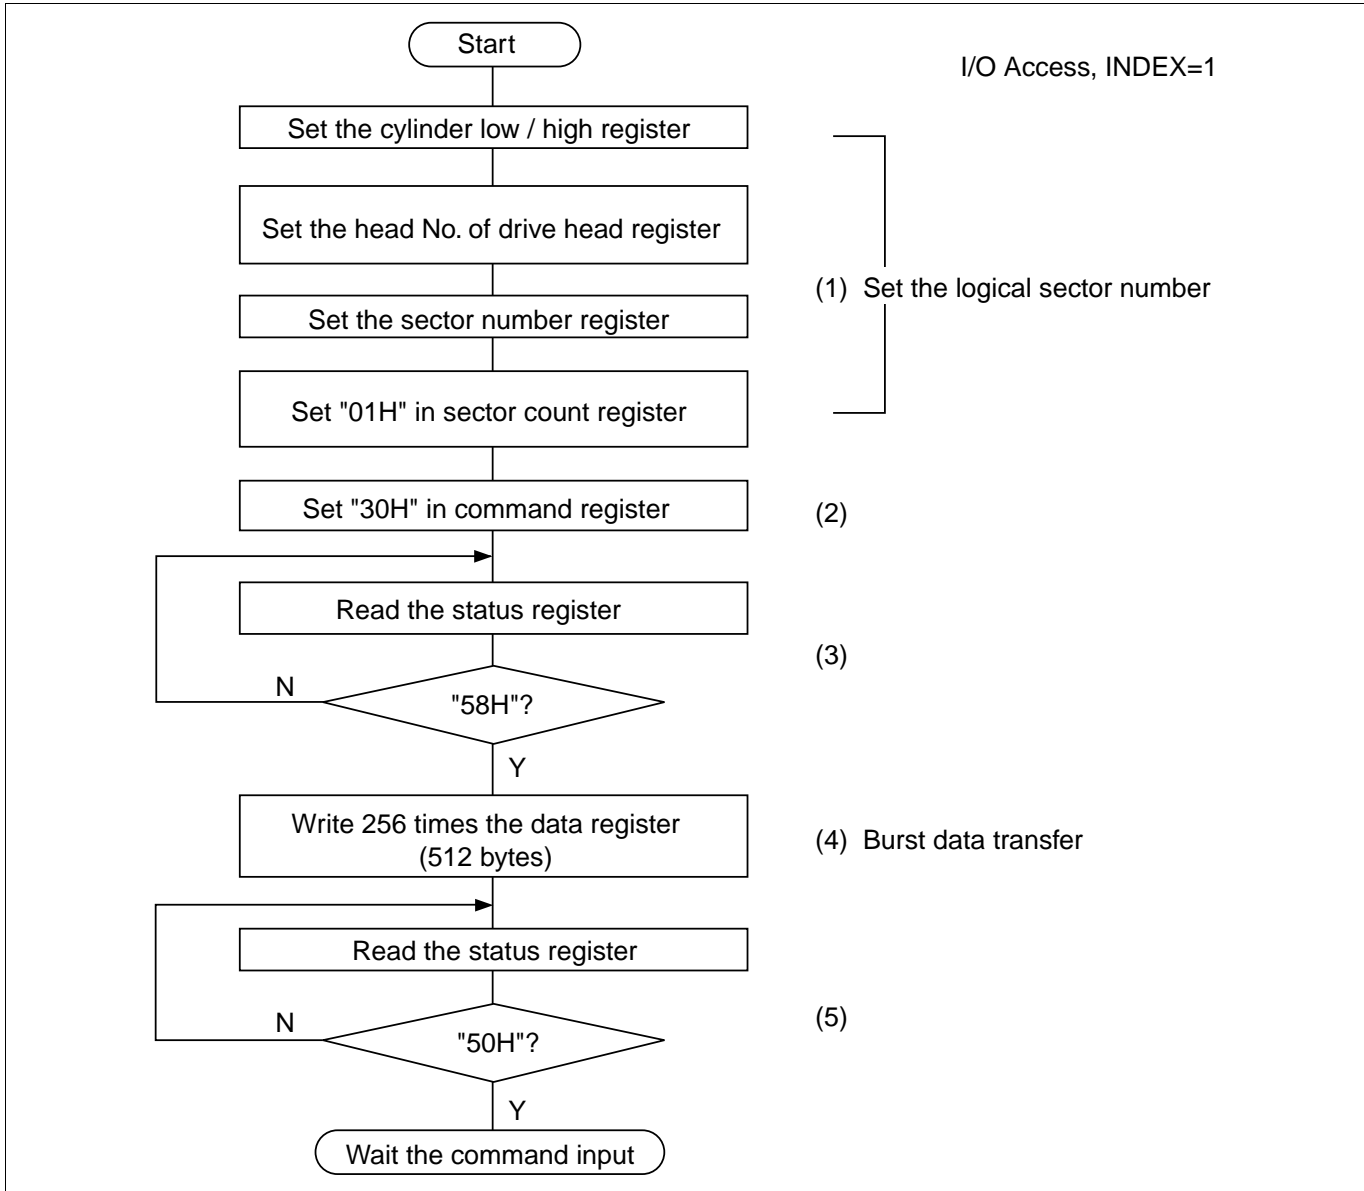 Start
I/O Access, INDEX=1
Set the cylinder low / high register
Set the head No. of drive head register
(1) Set the logical sector number
Set the sector number register
Set "01H" in sector count register
Set "30H" in command register
(2)
Read the status register
(3)
N
"58H"?
Y
Write 256 times the data register
(512 bytes)
(4) Burst data transfer
Read the status register
(5)
N
"50H"?
Y
Wait the command input